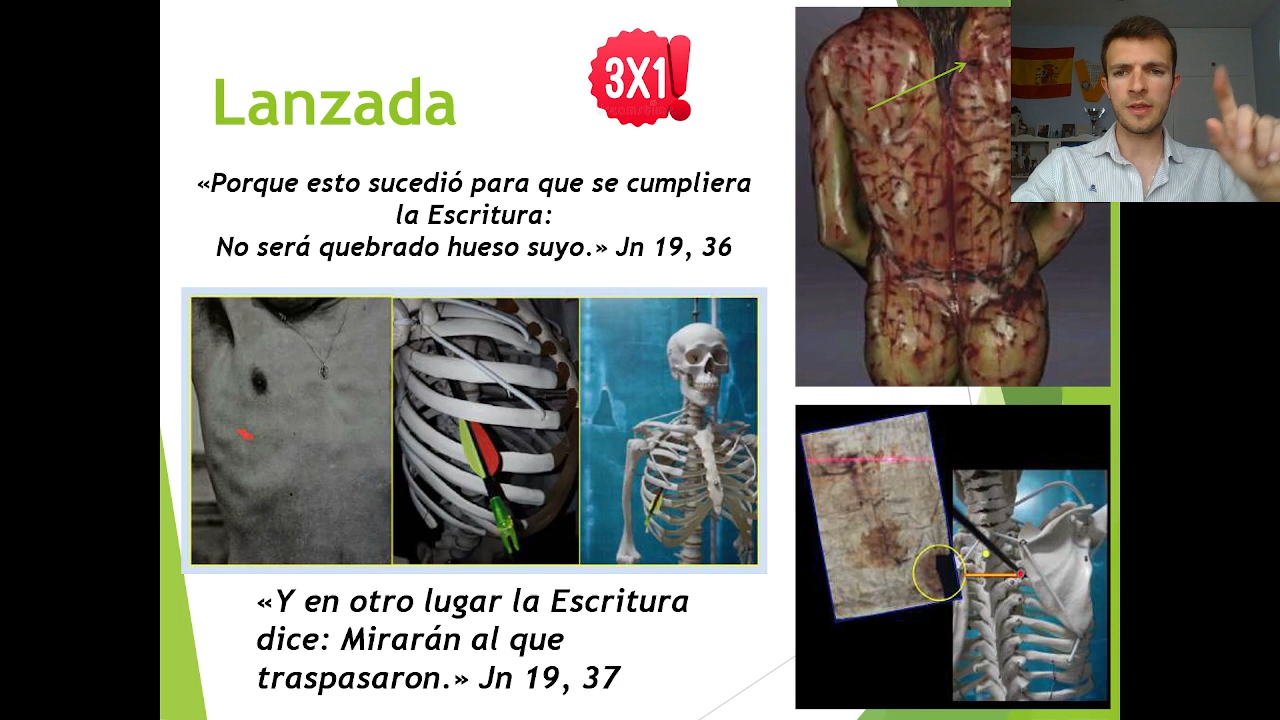 Lanzada
3X1!
«Porque esto sucedió para que se cumpliera
la Escritura:
No será quebrado hueso suyo.» Jn 19, 36
«Y en otro lugar la Escritura
dice: Mirarán al que
traspasaron.» Jn 19, 37